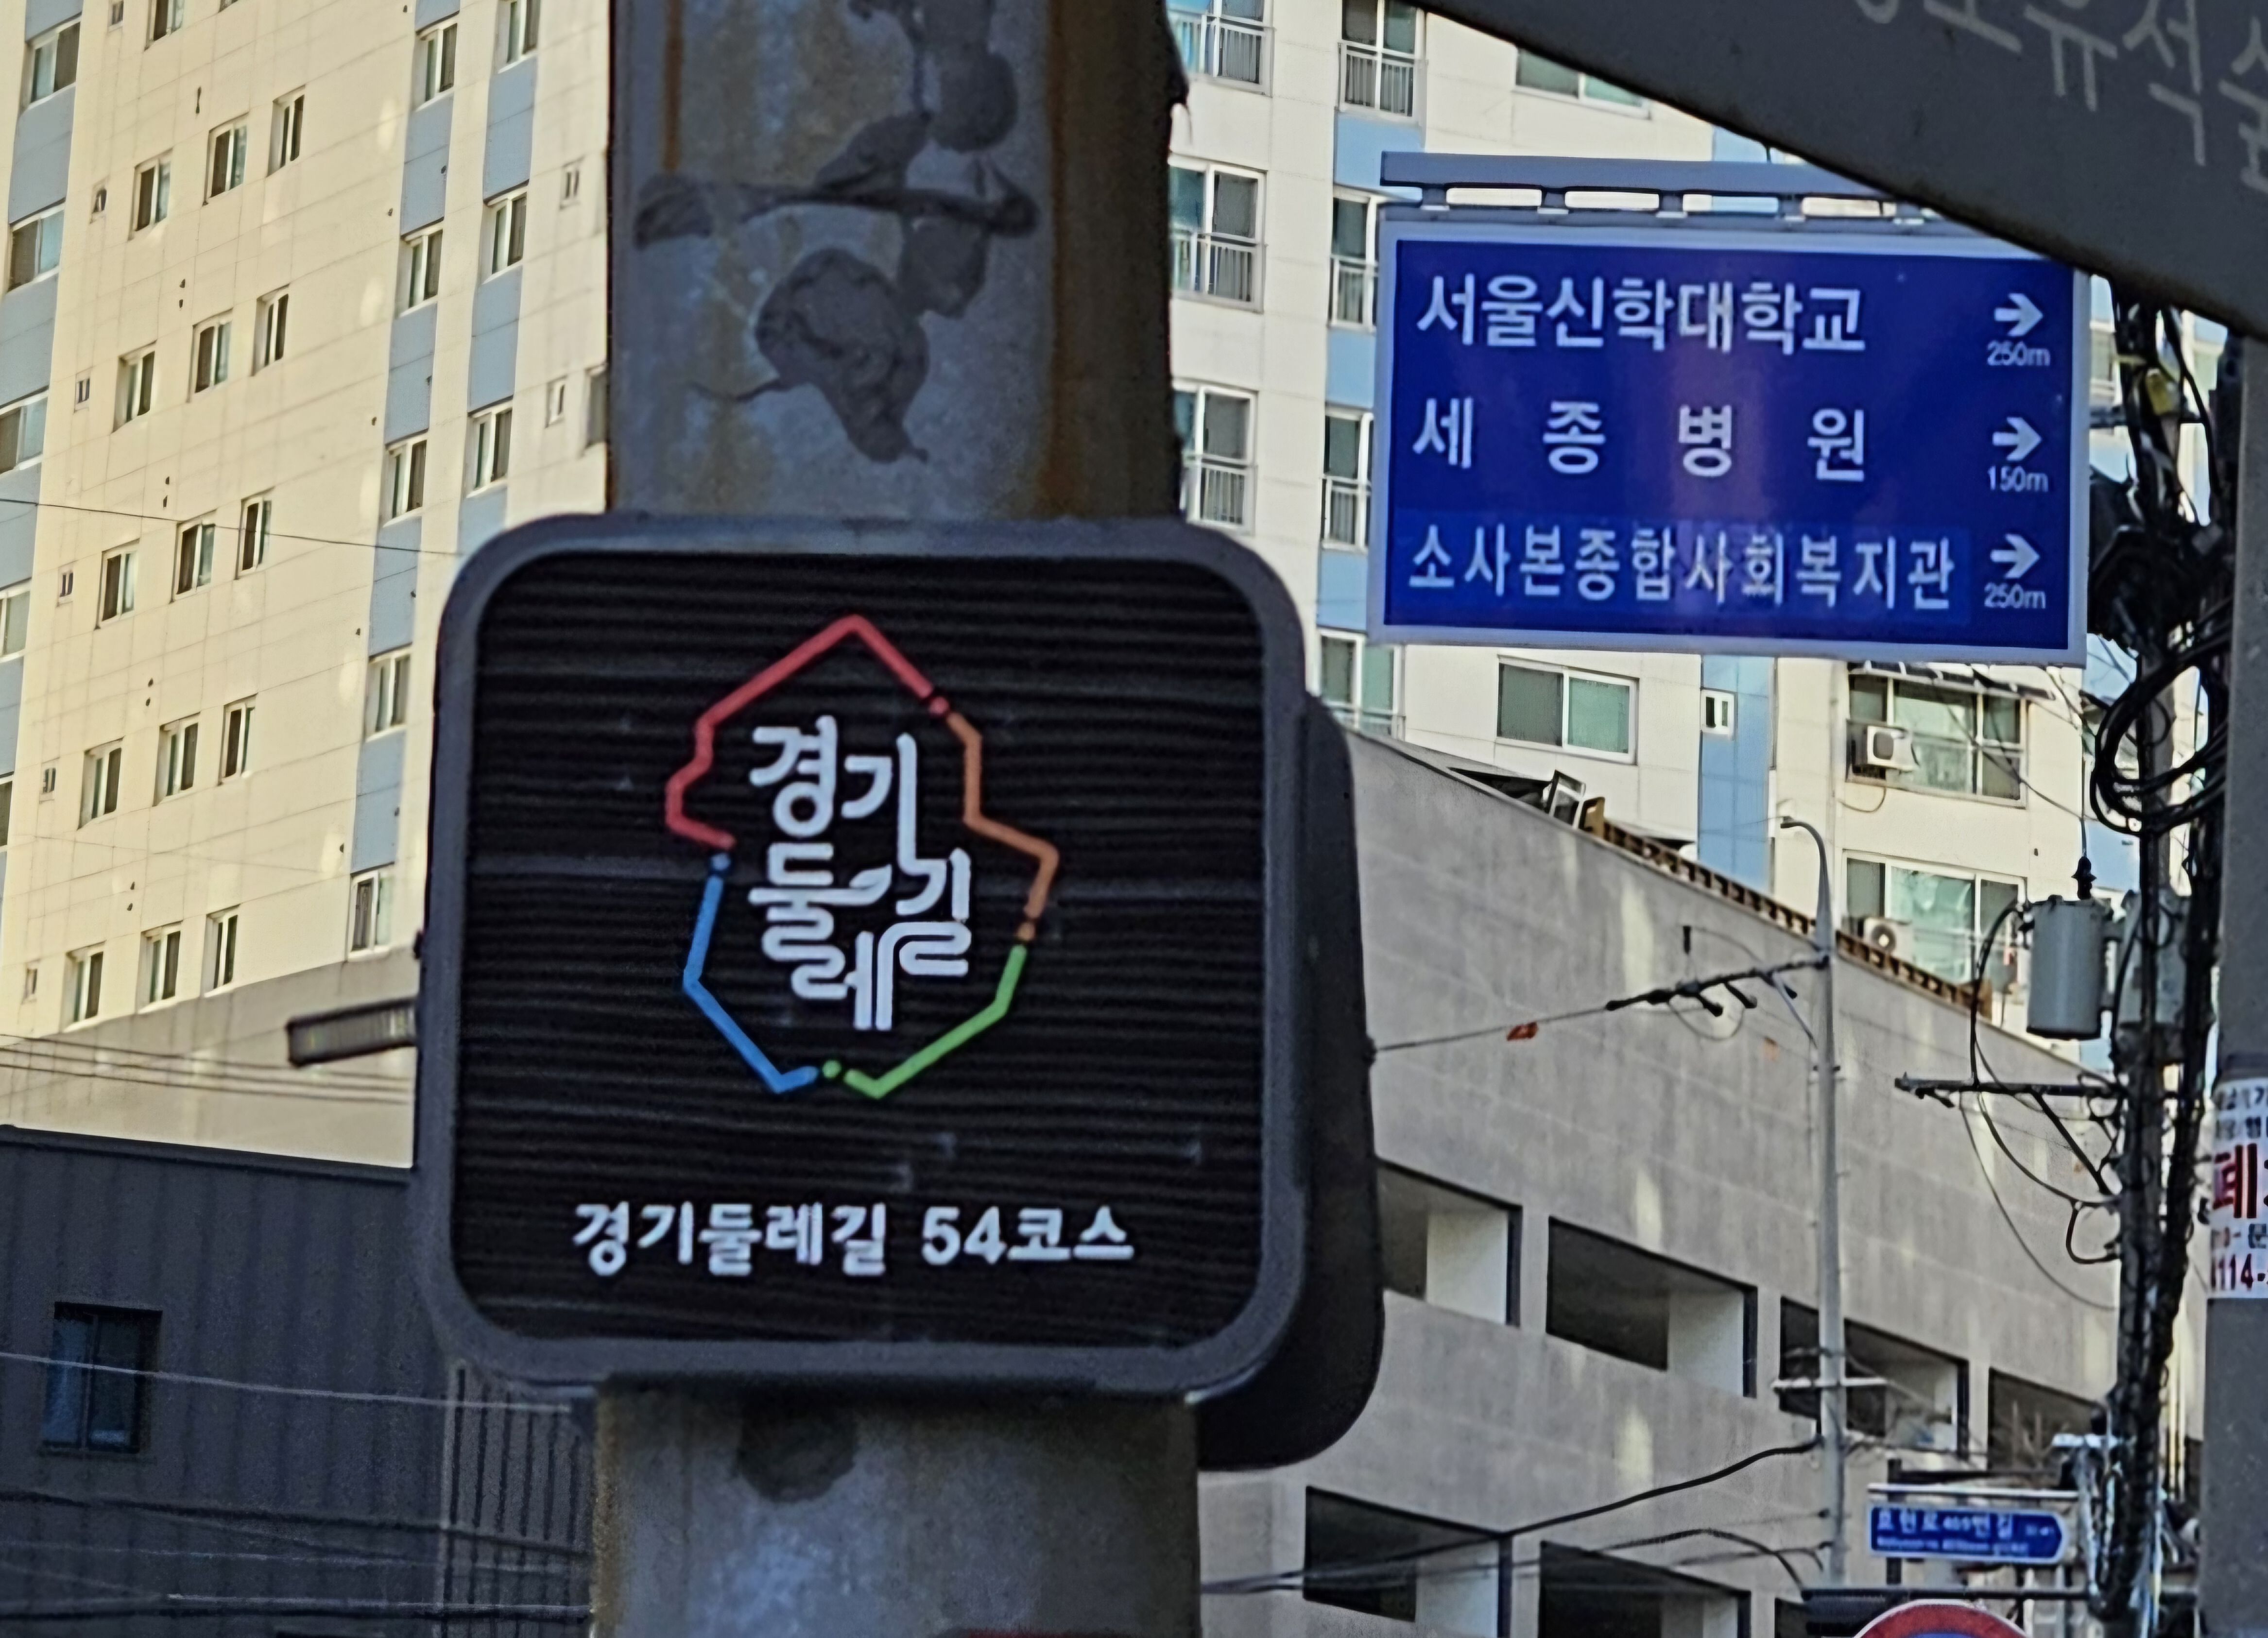 서울신학대학교
250m
세종병원
150m
소사본종합사회복지관
250m
경기
둘레길
경기둘레길 54코스